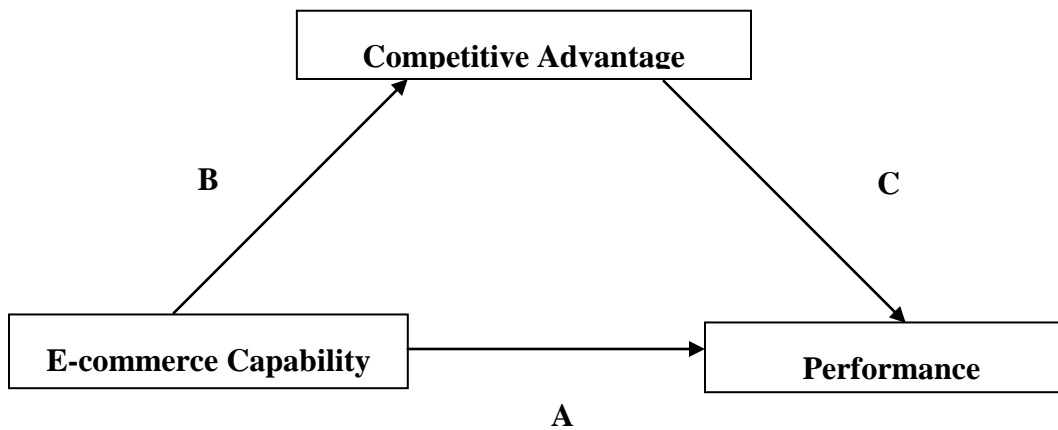 Competitive Advantage
B
C
E-commerce Capability
Performance
A